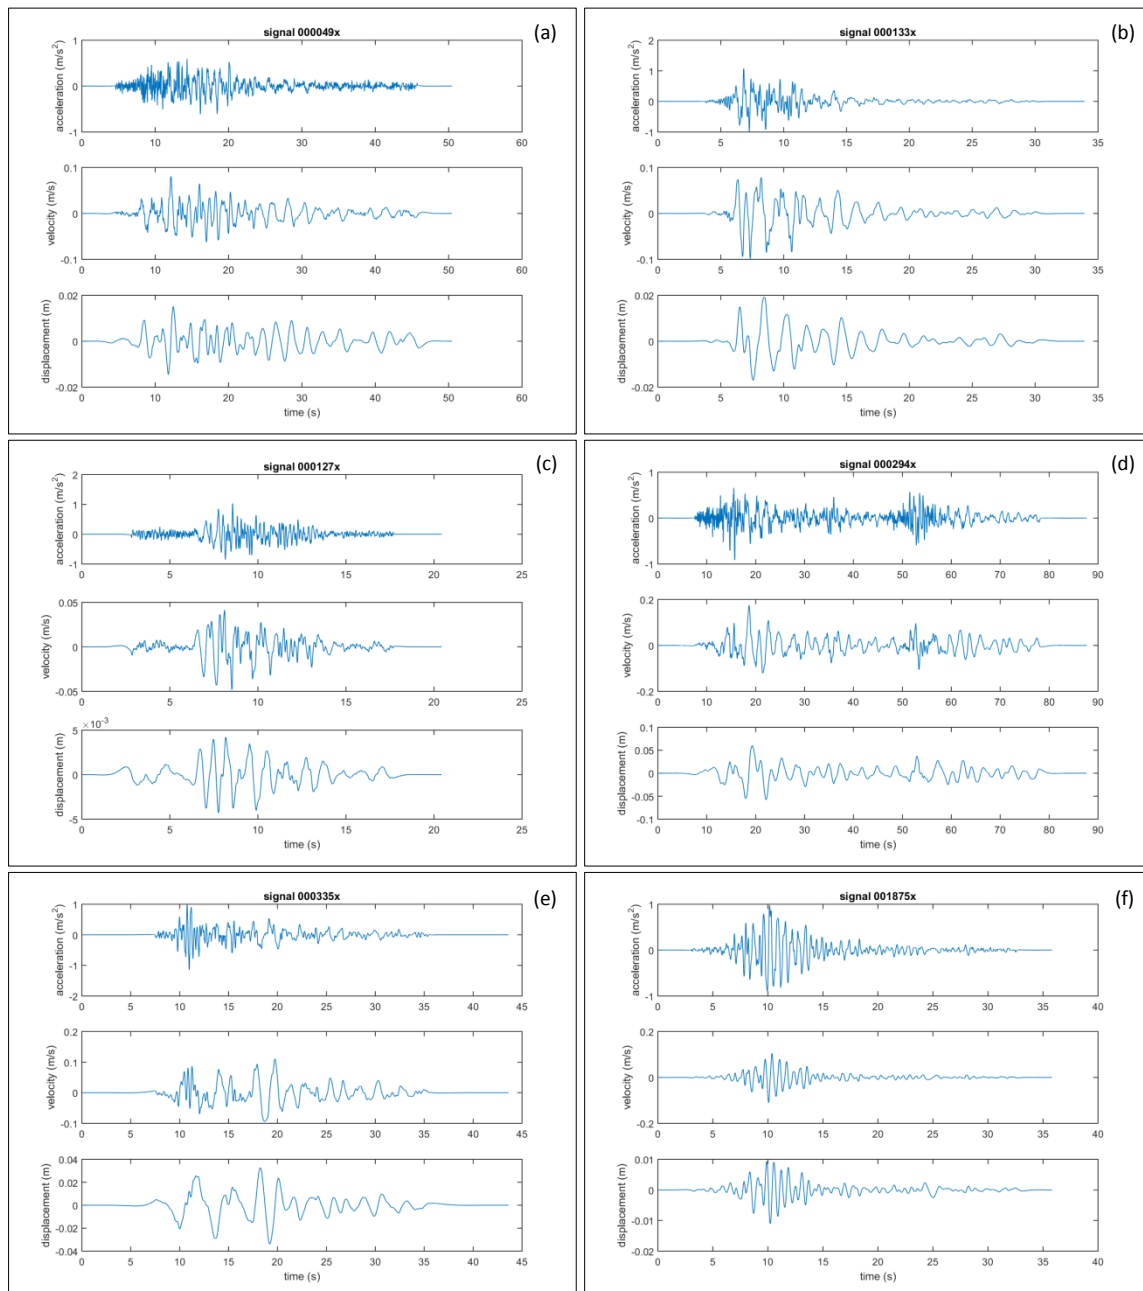 signal 000049x
(a)
acceleration (m/s²)
1
0
-1
0 10 20 30 40 50 60
velocity (m/s)
0.1
0
-0.1
0 10 20 30 40 50 60
displacement (m)
0.02
0
-0.02
0 10 20 30 40 50 60
time (s)
signal 000133x
(b)
acceleration (m/s²)
2
1
0
-1
0 5 10 15 20 25 30 35
velocity (m/s)
0.1
0
-0.1
0 5 10 15 20 25 30 35
displacement (m)
0.02
0
-0.02
0 5 10 15 20 25 30 35
time (s)
signal 000127x
(c)
acceleration (m/s²)
2
1
0
-1
0 5 10 15 20 25
velocity (m/s)
0.05
0
-0.05
0 5 10 15 20 25
×10⁻³
displacement (m)
5
0
-5
0 5 10 15 20 25
time (s)
signal 000294x
(d)
acceleration (m/s²)
1
0
-1
0 10 20 30 40 50 60 70 80 90
velocity (m/s)
0.2
0
-0.2
0 10 20 30 40 50 60 70 80 90
displacement (m)
0.1
0.05
0
-0.05
-0.1
0 10 20 30 40 50 60 70 80 90
time (s)
signal 000335x
(e)
acceleration (m/s²)
1
0
-1
-2
0 5 10 15 20 25 30 35 40 45
velocity (m/s)
0.2
0.1
0
-0.1
0 5 10 15 20 25 30 35 40 45
displacement (m)
0.04
0.02
0
-0.02
-0.04
0 5 10 15 20 25 30 35 40 45
time (s)
signal 001875x
(f)
acceleration (m/s²)
1
0
-1
0 5 10 15 20 25 30 35 40
velocity (m/s)
0.2
0
-0.2
0 5 10 15 20 25 30 35 40
displacement (m)
0.01
0
-0.01
-0.02
0 5 10 15 20 25 30 35 40
time (s)